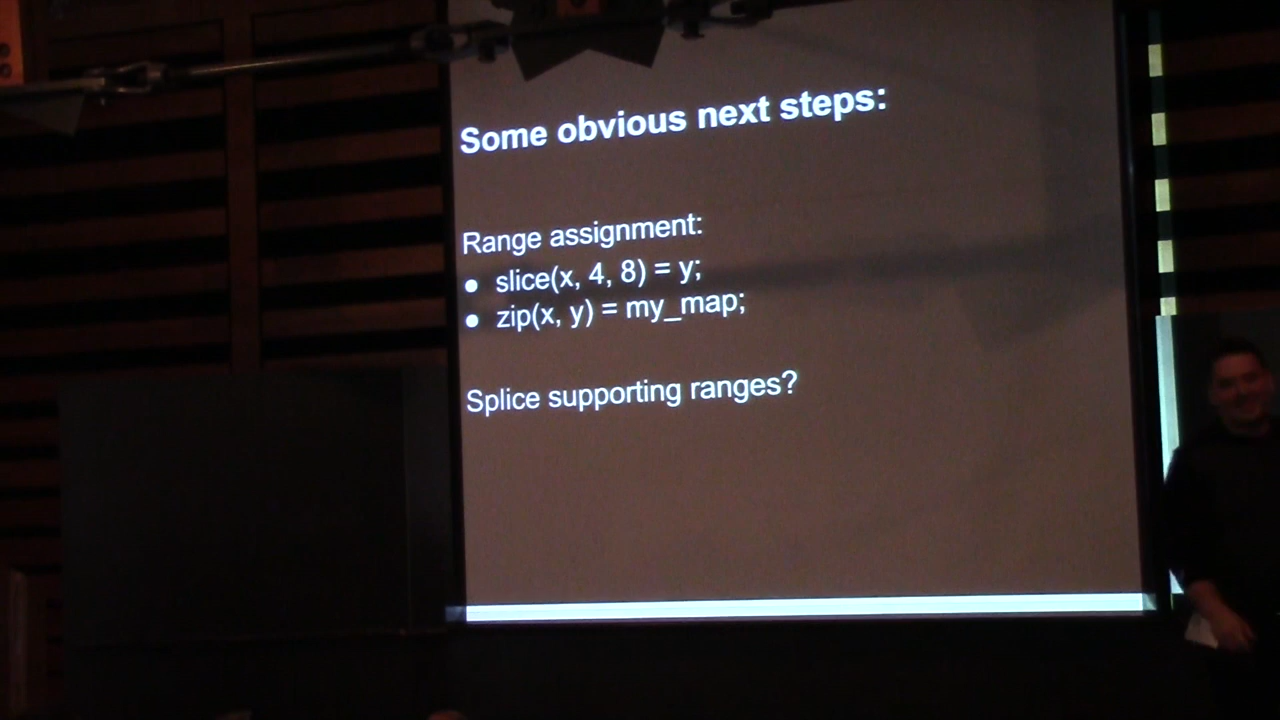 Some obvious next steps:
Range assignment:
● slice(x, 4, 8) = y;
● zip(x, y) = my_map;
Splice supporting ranges?